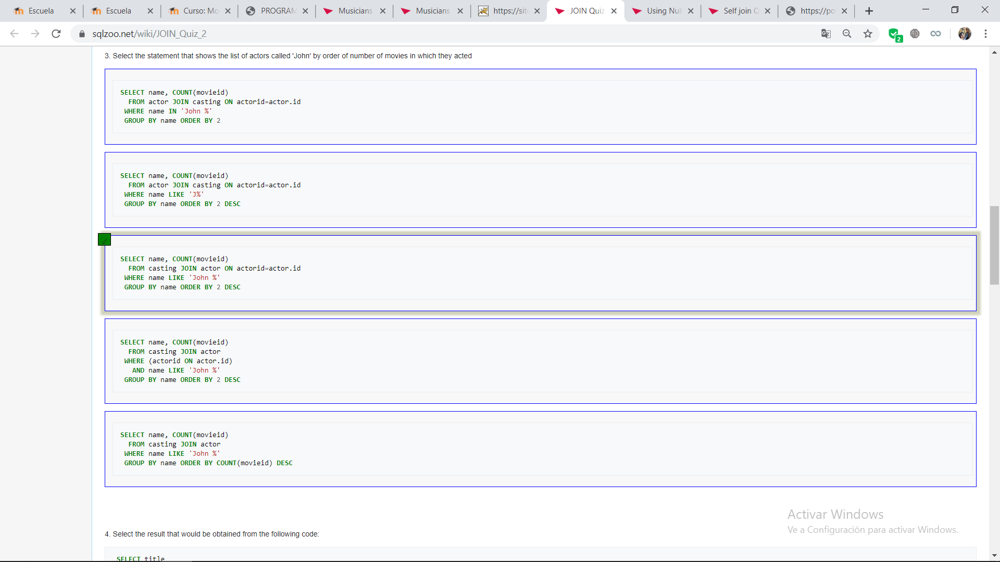 Escuela
Escuela
Curso: Mo
PROGRAM
Musicians
Musicians
https://site
JOIN Quiz
Using Null
Self join Q
https://po
sqlzoo.net/wiki/JOIN_Quiz_2
2
3. Select the statement that shows the list of actors called 'John' by order of number of movies in which they acted
SELECT name, COUNT(movieid)
FROM actor JOIN casting ON actorid=actor.id
WHERE name IN 'John %'
GROUP BY name ORDER BY 2
SELECT name, COUNT(movieid)
FROM actor JOIN casting ON actorid=actor.id
WHERE name LIKE 'J%'
GROUP BY name ORDER BY 2 DESC
SELECT name, COUNT(movieid)
FROM casting JOIN actor ON actorid=actor.id
WHERE name LIKE 'John %'
GROUP BY name ORDER BY 2 DESC
SELECT name, COUNT(movieid)
FROM casting JOIN actor
WHERE (actorid ON actor.id)
AND name LIKE 'John %'
GROUP BY name ORDER BY 2 DESC
SELECT name, COUNT(movieid)
FROM casting JOIN actor
WHERE name LIKE 'John %'
GROUP BY name ORDER BY COUNT(movieid) DESC
Activar Windows
Ve a Configuración para activar Windows.
4. Select the result that would be obtained from the following code:
SELECT title